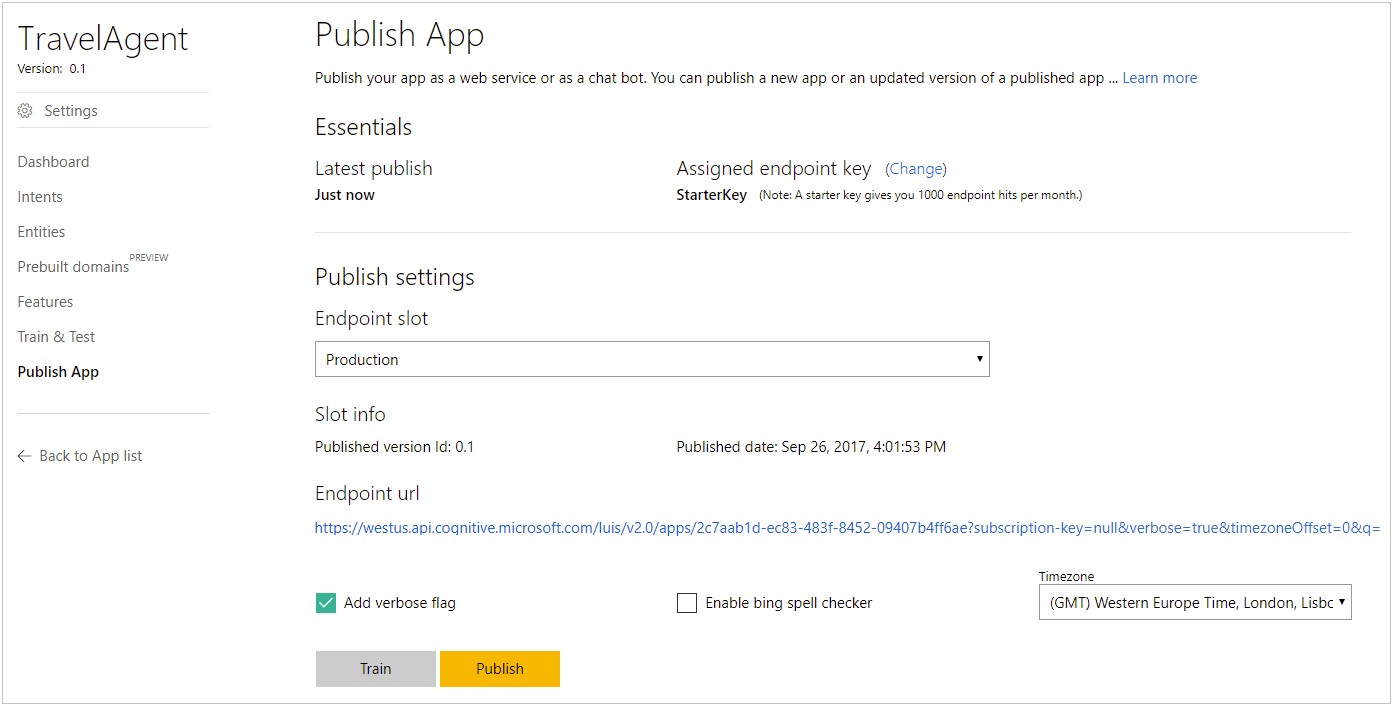 TravelAgent
Version: 0.1
Settings
Dashboard
Intents
Entities
Prebuilt domains PREVIEW
Features
Train & Test
Publish App
Back to App list
Publish App
Publish your app as a web service or as a chat bot. You can publish a new app or an updated version of a published app ... Learn more
Essentials
Latest publish
Just now
Assigned endpoint key (Change)
StarterKey (Note: A starter key gives you 1000 endpoint hits per month.)
Publish settings
Endpoint slot
Production
Slot info
Published version Id: 0.1
Published date: Sep 26, 2017, 4:01:53 PM
Endpoint url
https://westus.api.cognitive.microsoft.com/luis/v2.0/apps/2c7aab1d-ec83-483f-8452-09407b4ff6ae?subscription-key=null&verbose=true&timezoneOffset=0&q=
Add verbose flag
Enable bing spell checker
Timezone
(GMT) Western Europe Time, London, Lisbc
Train
Publish